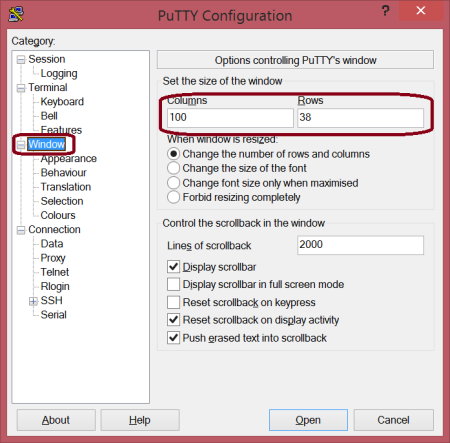 PuTTY Configuration
?
Category:
Session
Logging
Terminal
Keyboard
Bell
Features
Window
Appearance
Behaviour
Translation
Selection
Colours
Connection
Data
Proxy
Telnet
Rlogin
SSH
Serial
Options controlling PuTTY's window
Set the size of the window
Columns Rows
100 38
When window is resized:
Change the number of rows and columns
Change the size of the font
Change font size only when maximised
Forbid resizing completely
Control the scrollback in the window
Lines of scrollback 2000
Display scrollbar
Display scrollbar in full screen mode
Reset scrollback on keypress
Reset scrollback on display activity
Push erased text into scrollback
About Help Open Cancel